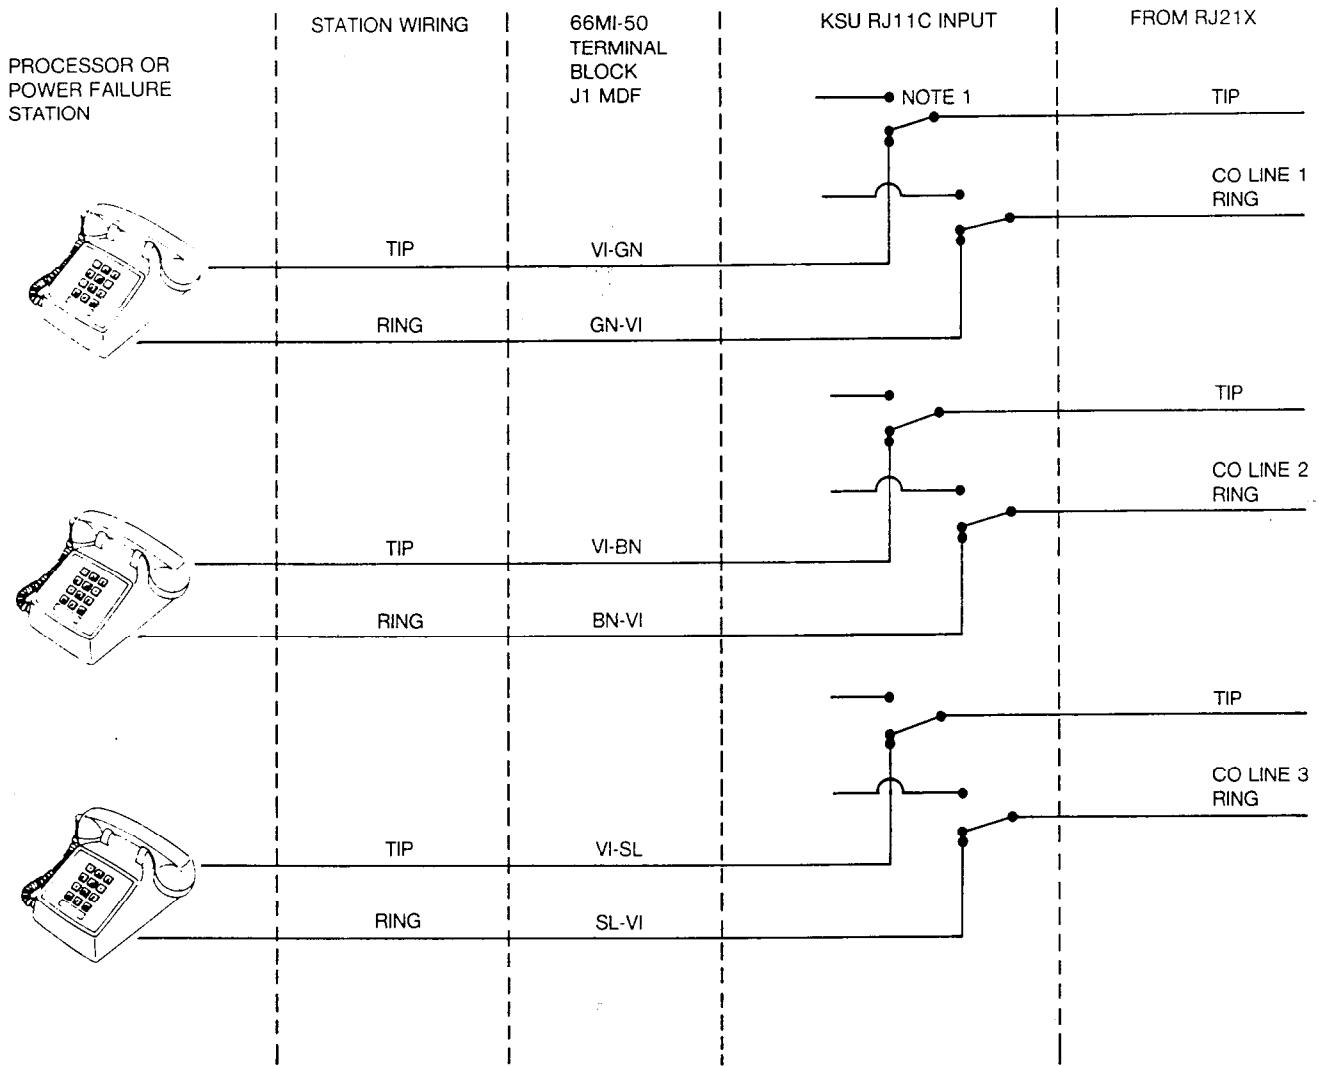 STATION WIRING
66MI-50
TERMINAL
BLOCK
J1 MDF
KSU RJ11C INPUT
FROM RJ21X
PROCESSOR OR
POWER FAILURE
STATION
NOTE 1
TIP
CO LINE 1
RING
TIP
VI-GN
RING
GN-VI
TIP
CO LINE 2
RING
TIP
VI-BN
RING
BN-VI
TIP
CO LINE 3
RING
TIP
VI-SL
RING
SL-VI